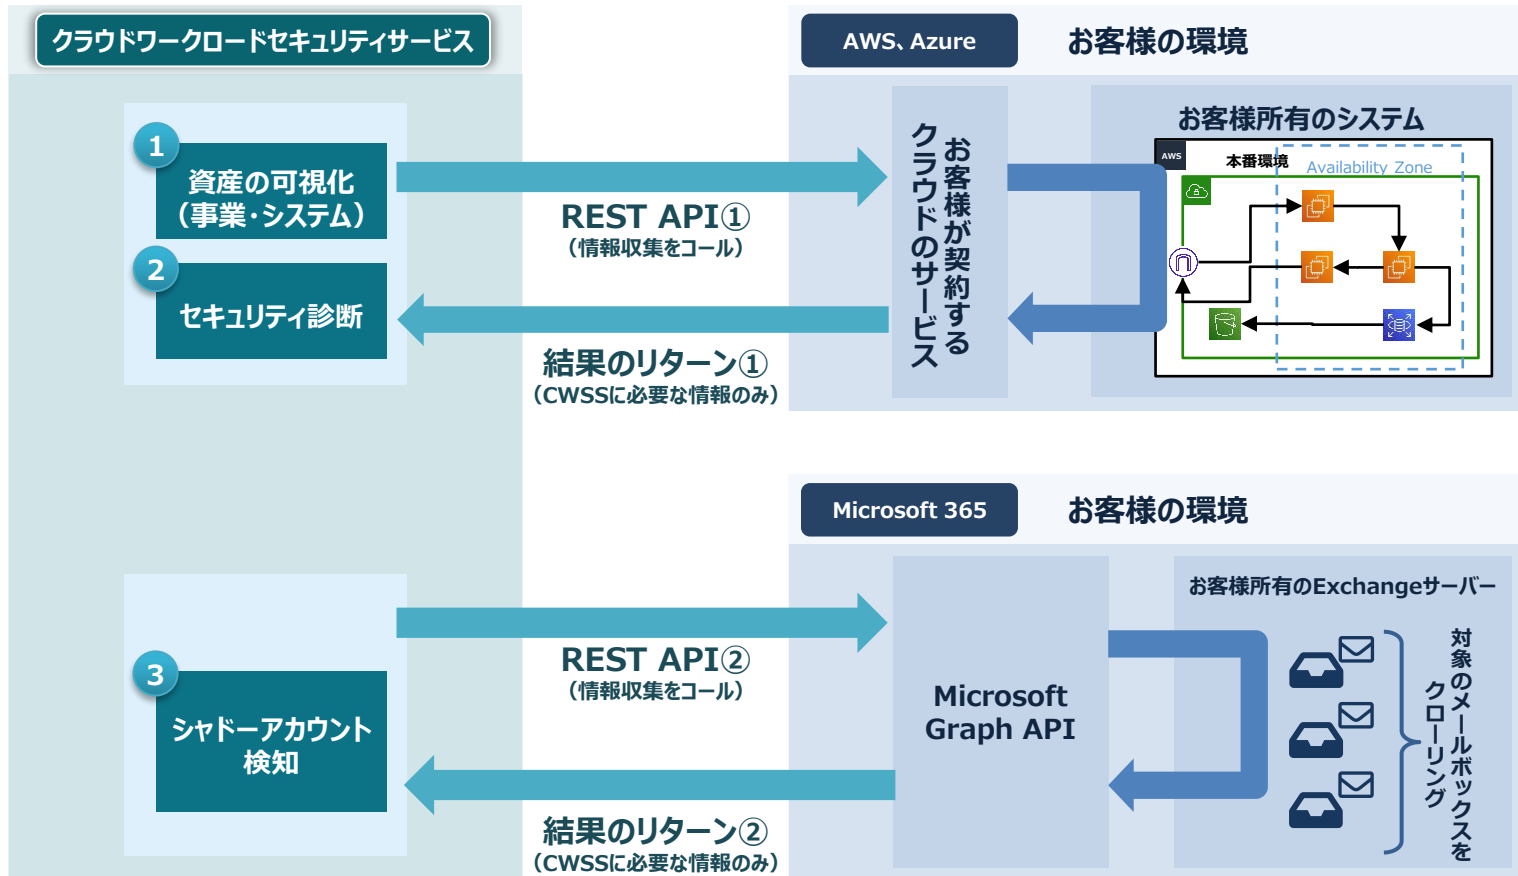 クラウドワークロードセキュリティサービス
1
資産の可視化
（事業・システム）
2
セキュリティ診断
REST API①
（情報収集をコール）
結果のリターン①
（CWSSに必要な情報のみ）
AWS、Azure
お客様の環境
お客様が契約する
クラウドのサービス
お客様所有のシステム
AWS
本番環境
Availability Zone
3
シャドーアカウント
検知
REST API②
（情報収集をコール）
結果のリターン②
（CWSSに必要な情報のみ）
Microsoft 365
お客様の環境
Microsoft
Graph API
お客様所有のExchangeサーバー
対象のメールボックスを
クローリング